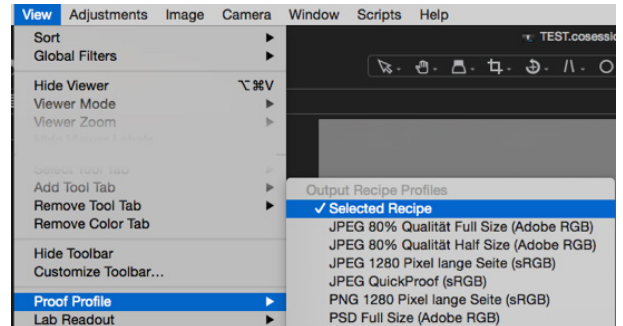 View Adjustments Image Camera Window Scripts Help
Sort
Global Filters
TEST.cosessio
Hide Viewer ⌥⌘V
Viewer Mode
Viewer Zoom
Add Tool Tab
Remove Tool Tab
Remove Color Tab
Hide Toolbar
Customize Toolbar...
Proof Profile
Lab Readout
Output Recipe Profiles
✓ Selected Recipe
JPEG 80% Qualität Full Size (Adobe RGB)
JPEG 80% Qualität Half Size (Adobe RGB)
JPEG 1280 Pixel lange Seite (sRGB)
JPEG QuickProof (sRGB)
PNG 1280 Pixel lange Seite (sRGB)
PSD Full Size (Adobe RGB)